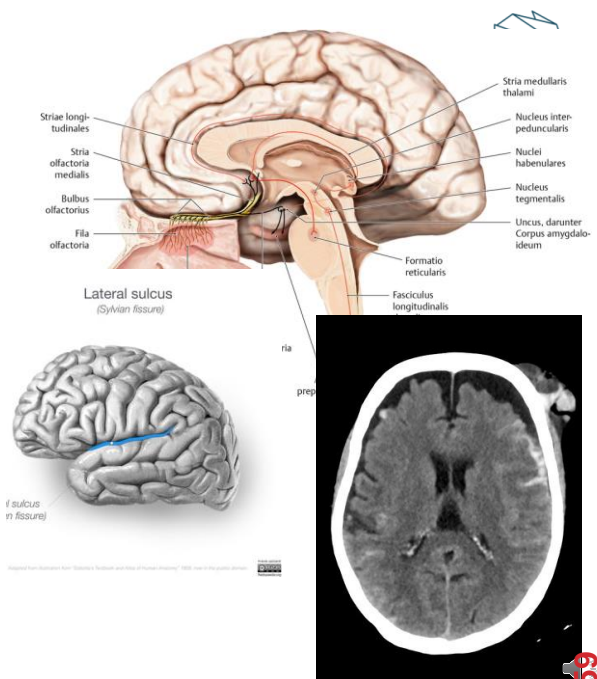 Stria medullaris
thalami
Nucleus inter-
peduncularis
Nuclei
habenulares
Nucleus
tegmentalis
Uncus, darunter
Corpus amygdalo-
ideum
Formatio
reticularis
Fasciculus
longitudinalis
Striae longi-
tudinales
Stria
olfactoria
medialis
Bulbus
olfactorius
Fila
olfactoria
ria
prep
Lateral sulcus
(Sylvian fissure)
l sulcus
n fissure)